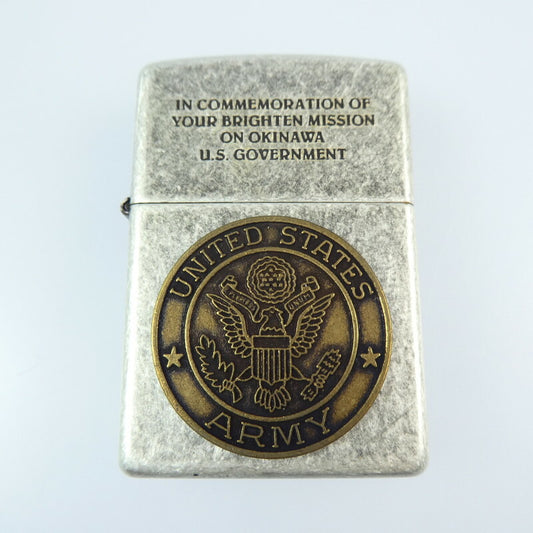 IN COMMEMORATION OF
YOUR BRIGHTEN MISSION
ON OKINAWA
U.S. GOVERNMENT
UNITED STATES
ARMY